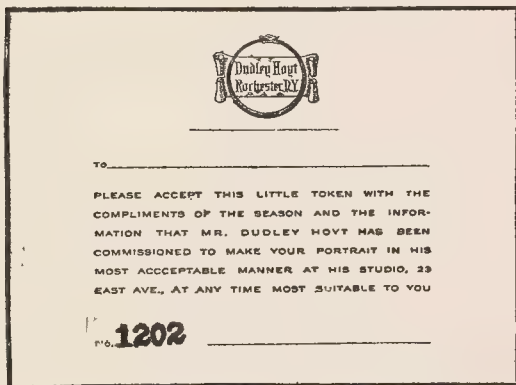 Dudley Hoyt
Rochester N.Y.
TO
PLEASE ACCEPT THIS LITTLE TOKEN WITH THE
COMPLIMENTS OF THE SEASON AND THE INFOR-
MATION THAT MR. DUDLEY HOYT HAS BEEN
COMMISSIONED TO MAKE YOUR PORTRAIT IN HIS
MOST ACCCEPTABLE MANNER AT HIS STUDIO, 23
EAST AVE., AT ANY TIME MOST SUITABLE TO YOU
No. 1202